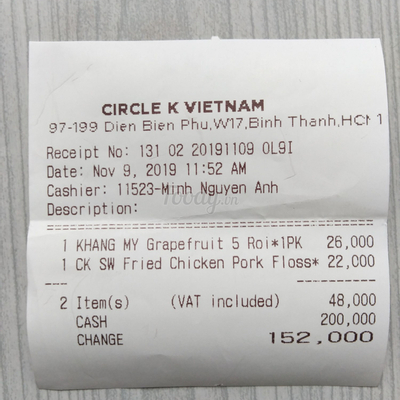 CIRCLE K VIETNAM
97-199 Dien Bien Phu,W17,Binh Thanh,HCM1
Receipt No: 131 02 20191109 0L9I
Date: Nov 9, 2019 11:52 AM
Cashier: 11523-Minh Nguyen Anh
Description:
1 KHANG MY Grapefruit 5 Roi*1PK 26,000
1 CK SW Fried Chicken Pork Floss* 22,000
2 Item(s) (VAT included) 48,000
CASH 200,000
CHANGE 152,000